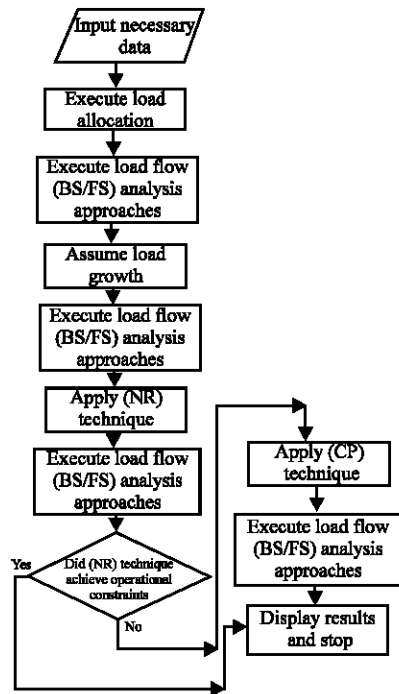 Input necessary
data
Execute load
allocation
Execute load flow
(BS/FS) analysis
approaches
Assume load
growth
Execute load flow
(BS/FS) analysis
approaches
Apply (NR)
technique
Execute load flow
(BS/FS) analysis
approaches
Yes
Did (NR) technique
achieve operational
constraints
No
Apply (CP)
technique
Execute load flow
(BS/FS) analysis
approaches
Display results
and stop